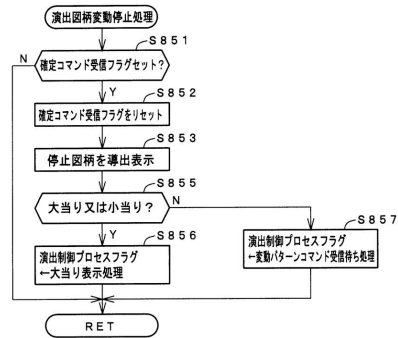 演出図柄変動停止処理
S851
確定コマンド受信フラグセット?
N
Y
S852
確定コマンド受信フラグをリセット
S853
停止図柄を導出表示
S855
大当り又は小当り?
N
Y
S856
演出制御プロセスフラグ
←大当り表示処理
S857
演出制御プロセスフラグ
←変動パターンコマンド受信待ち処理
RET